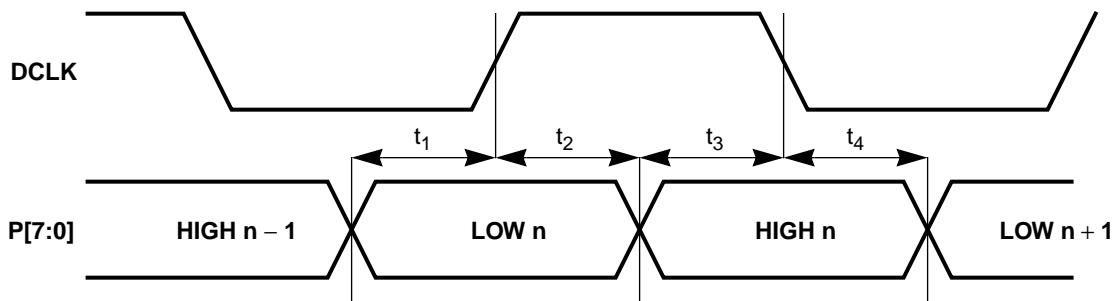 DCLK
t1 t2 t3 t4
P[7:0] HIGH n − 1 LOW n HIGH n LOW n + 1